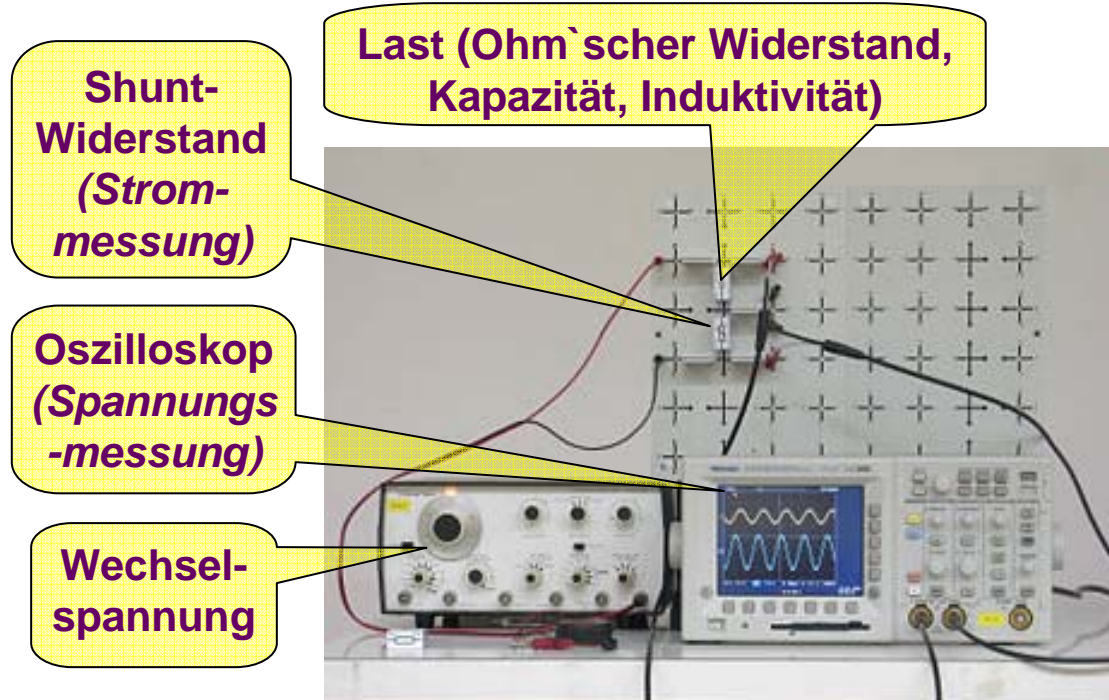 Last (Ohm`scher Widerstand,
Kapazität, Induktivität)
Shunt-
Widerstand
(Strom-
messung)
Oszilloskop
(Spannungs
-messung)
Wechsel-
spannung